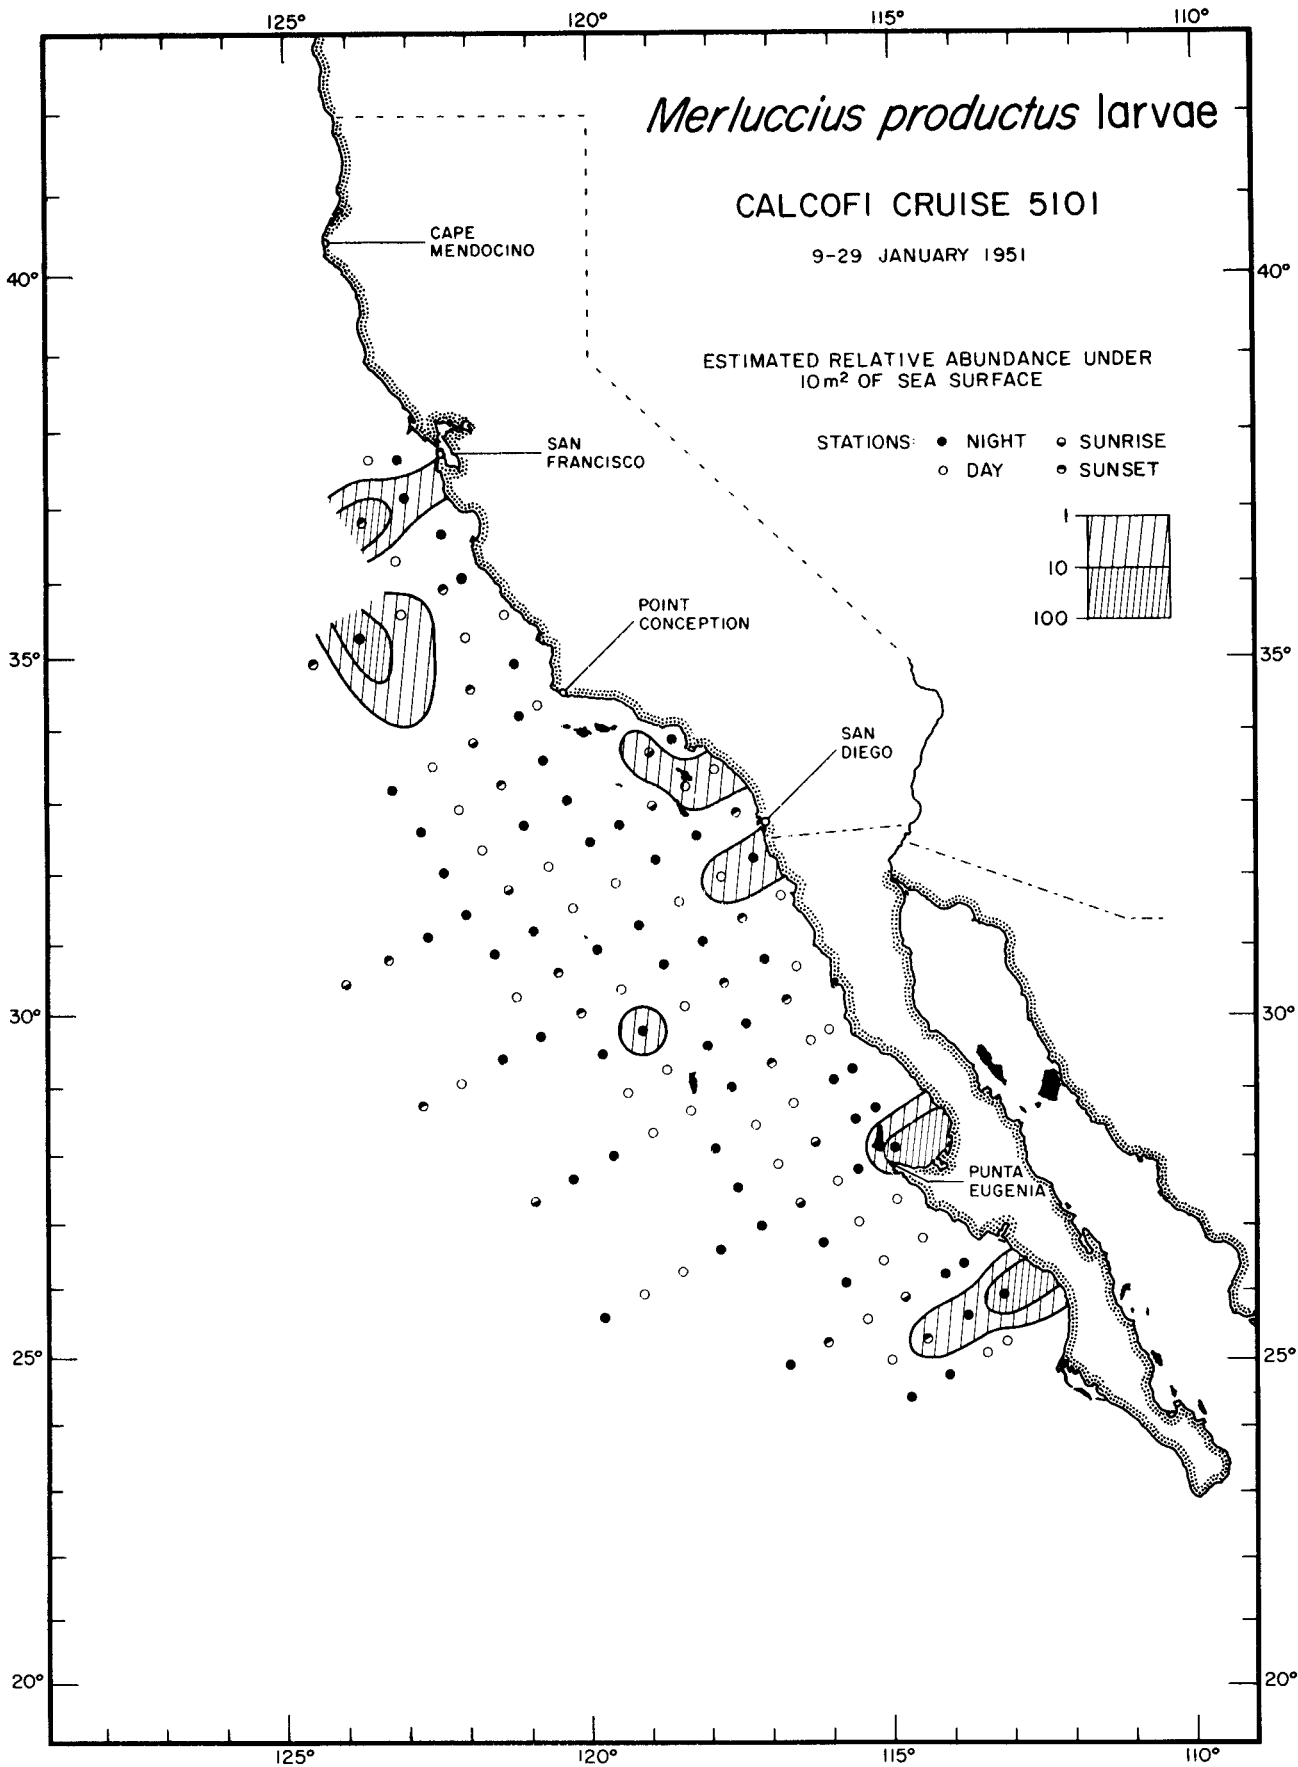 125° 120° 115° 110°
Merluccius productus larvae
CALCOFI CRUISE 5101
9-29 JANUARY 1951
CAPE
MENDOCINO
40° 40°
ESTIMATED RELATIVE ABUNDANCE UNDER
10m² OF SEA SURFACE
STATIONS: ● NIGHT SUNRISE
○ DAY SUNSET
SAN
FRANCISCO
1
10
100
POINT
CONCEPTION
35° 35°
SAN
DIEGO
30° 30°
PUNTA
EUGENIA
25° 25°
20° 20°
125° 120° 115° 110°